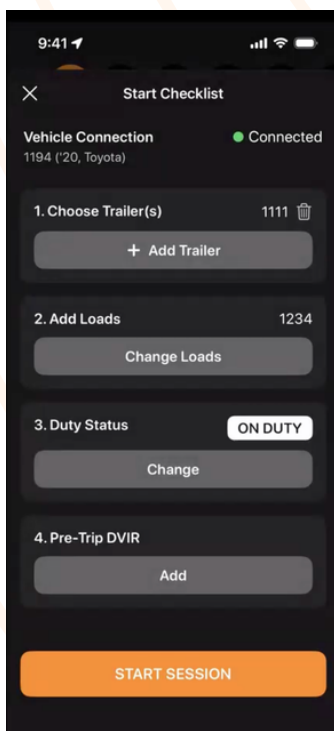 9:41
Start Checklist
Vehicle Connection
Connected
1194 ('20, Toyota)
1. Choose Trailer(s)
1111
+ Add Trailer
2. Add Loads
1234
Change Loads
3. Duty Status
ON DUTY
Change
4. Pre-Trip DVIR
Add
START SESSION